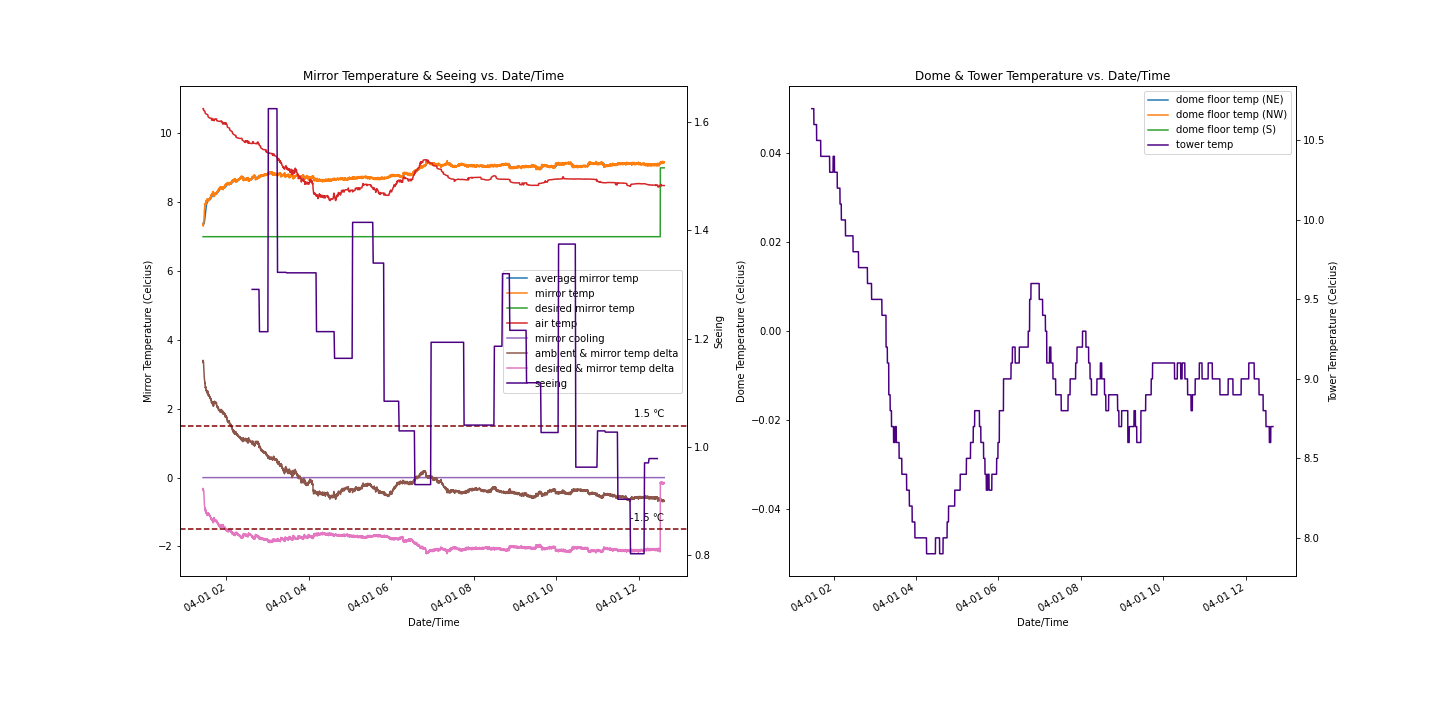 Mirror Temperature & Seeing vs. Date/Time
Mirror Temperature (Celcius)
10
8
6
4
2
0
−2
1.6
1.4
1.2
1.0
0.8
Seeing
average mirror temp
mirror temp
desired mirror temp
air temp
mirror cooling
ambient & mirror temp delta
desired & mirror temp delta
seeing
1.5 °C
-1.5 °C
04-01 02
04-01 04
04-01 06
04-01 08
04-01 10
04-01 12
Date/Time
Dome & Tower Temperature vs. Date/Time
Dome Temperature (Celcius)
0.04
0.02
0.00
−0.02
−0.04
dome floor temp (NE)
dome floor temp (NW)
dome floor temp (S)
tower temp
10.5
10.0
9.5
9.0
8.5
8.0
Tower Temperature (Celcius)
04-01 02
04-01 04
04-01 06
04-01 08
04-01 10
04-01 12
Date/Time